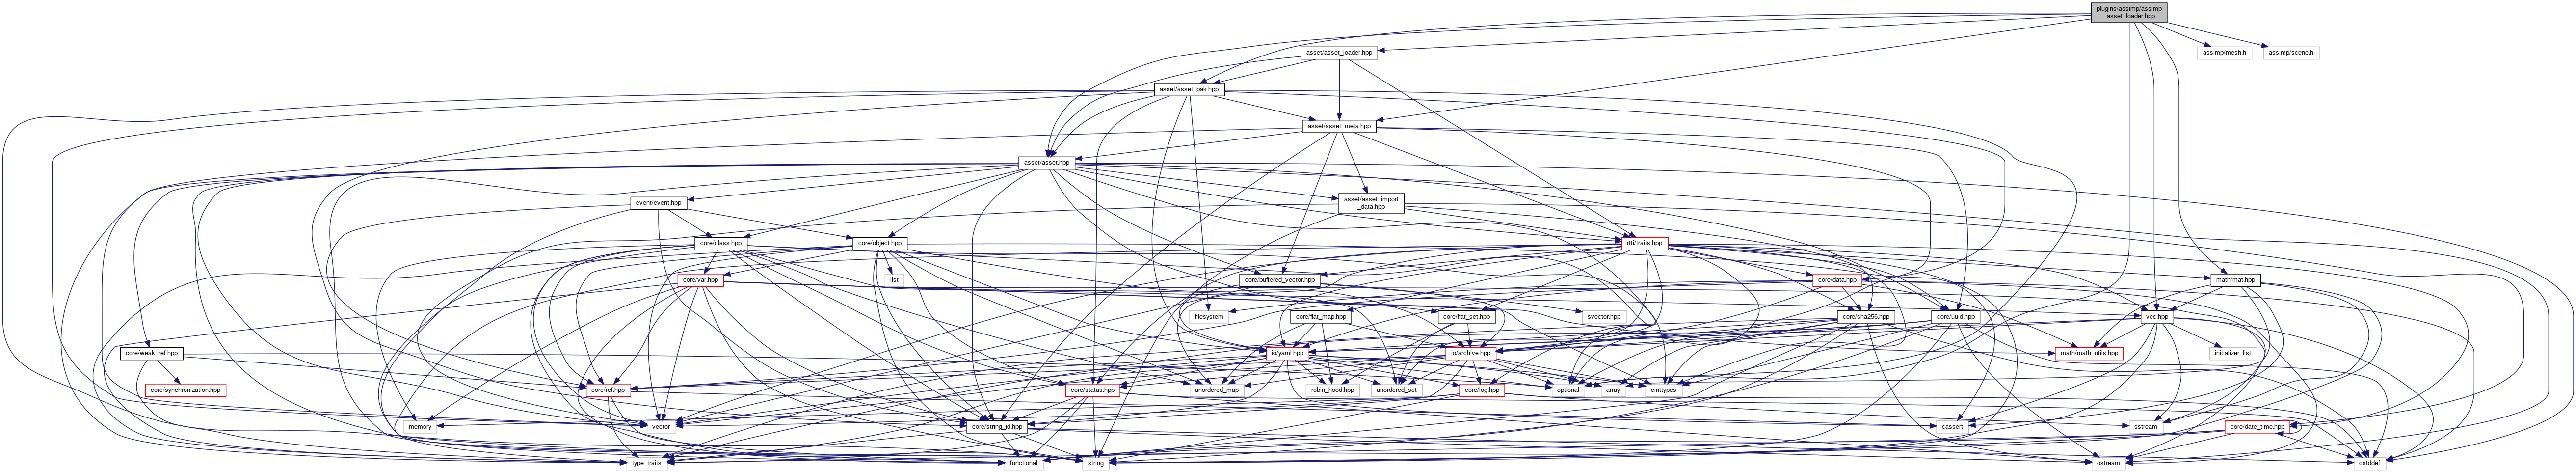 plugins/assimp/assimp
_asset_loader.hpp
asset/asset_loader.hpp
assimp/mesh.h
assimp/scene.h
asset/asset_pak.hpp
asset/asset_meta.hpp
asset/asset.hpp
event/event.hpp
asset/asset_import
_data.hpp
core/class.hpp
core/object.hpp
rtti/traits.hpp
core/var.hpp
list
core/buffered_vector.hpp
core/data.hpp
math/mat.hpp
filesystem
core/flat_map.hpp
core/flat_set.hpp
svector.hpp
core/sha256.hpp
core/uuid.hpp
vec.hpp
core/weak_ref.hpp
io/yaml.hpp
io/archive.hpp
math/math_utils.hpp
initializer_list
core/synchronization.hpp
core/ref.hpp
core/status.hpp
unordered_map
robin_hood.hpp
unordered_set
core/log.hpp
optional
array
cinttypes
memory
vector
core/string_id.hpp
cassert
sstream
core/date_time.hpp
type_traits
functional
string
ostream
cstddef